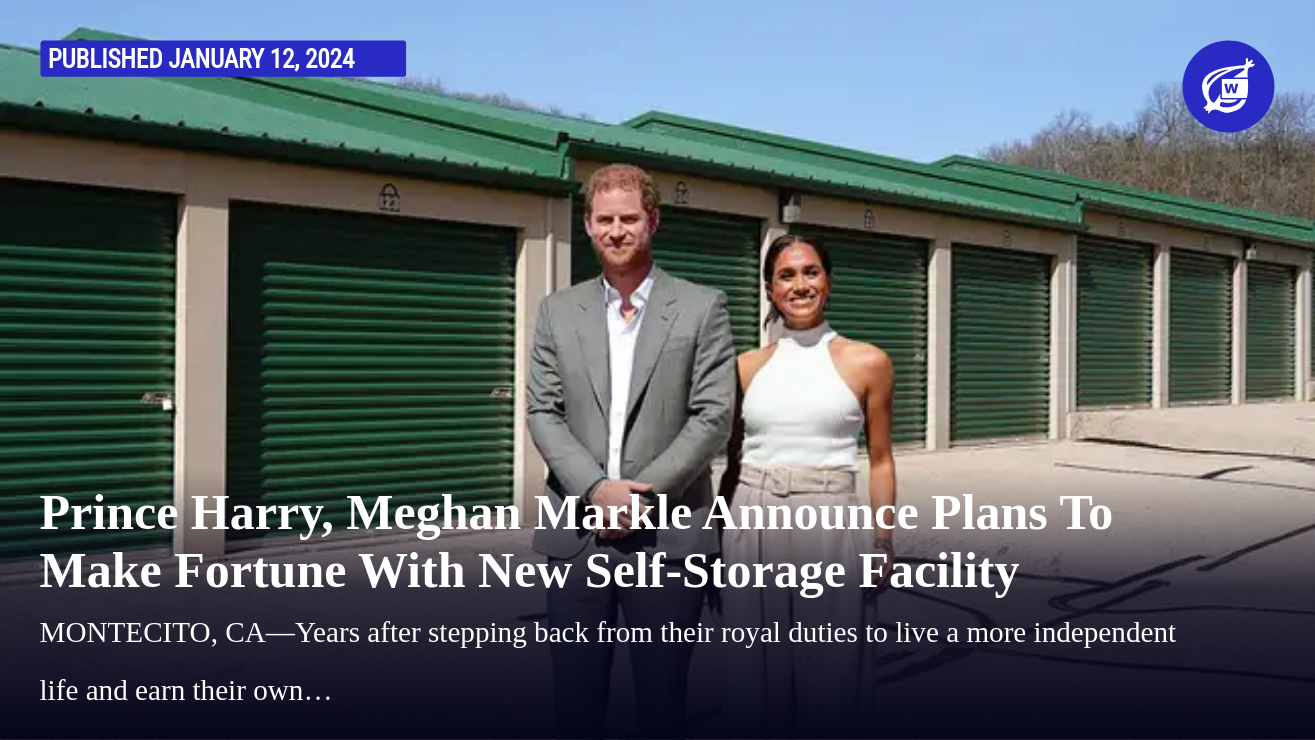 PUBLISHED JANUARY 12, 2024
W
Prince Harry, Meghan Markle Announce Plans To
Make Fortune With New Self-Storage Facility
MONTECITO, CA—Years after stepping back from their royal duties to live a more independent
life and earn their own…